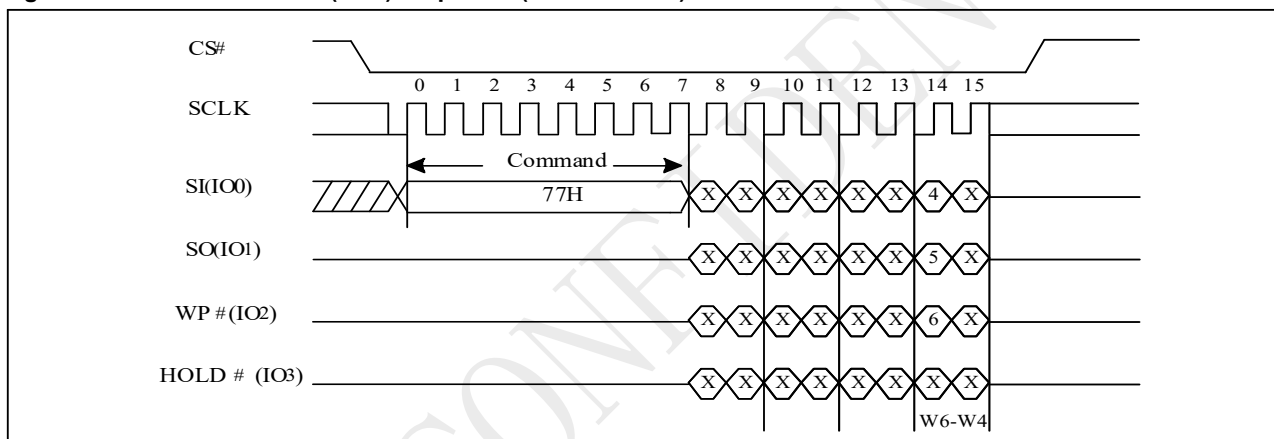 CS#
0 1 2 3 4 5 6 7 8 9 10 11 12 13 14 15
SCLK
Command
SI(IO0)
77H
X X X X X X 4 X
SO(IO1)
X X X X X X 5 X
WP #(IO2)
X X X X X X 6 X
HOLD # (IO3)
X X X X X X X X
W6-W4